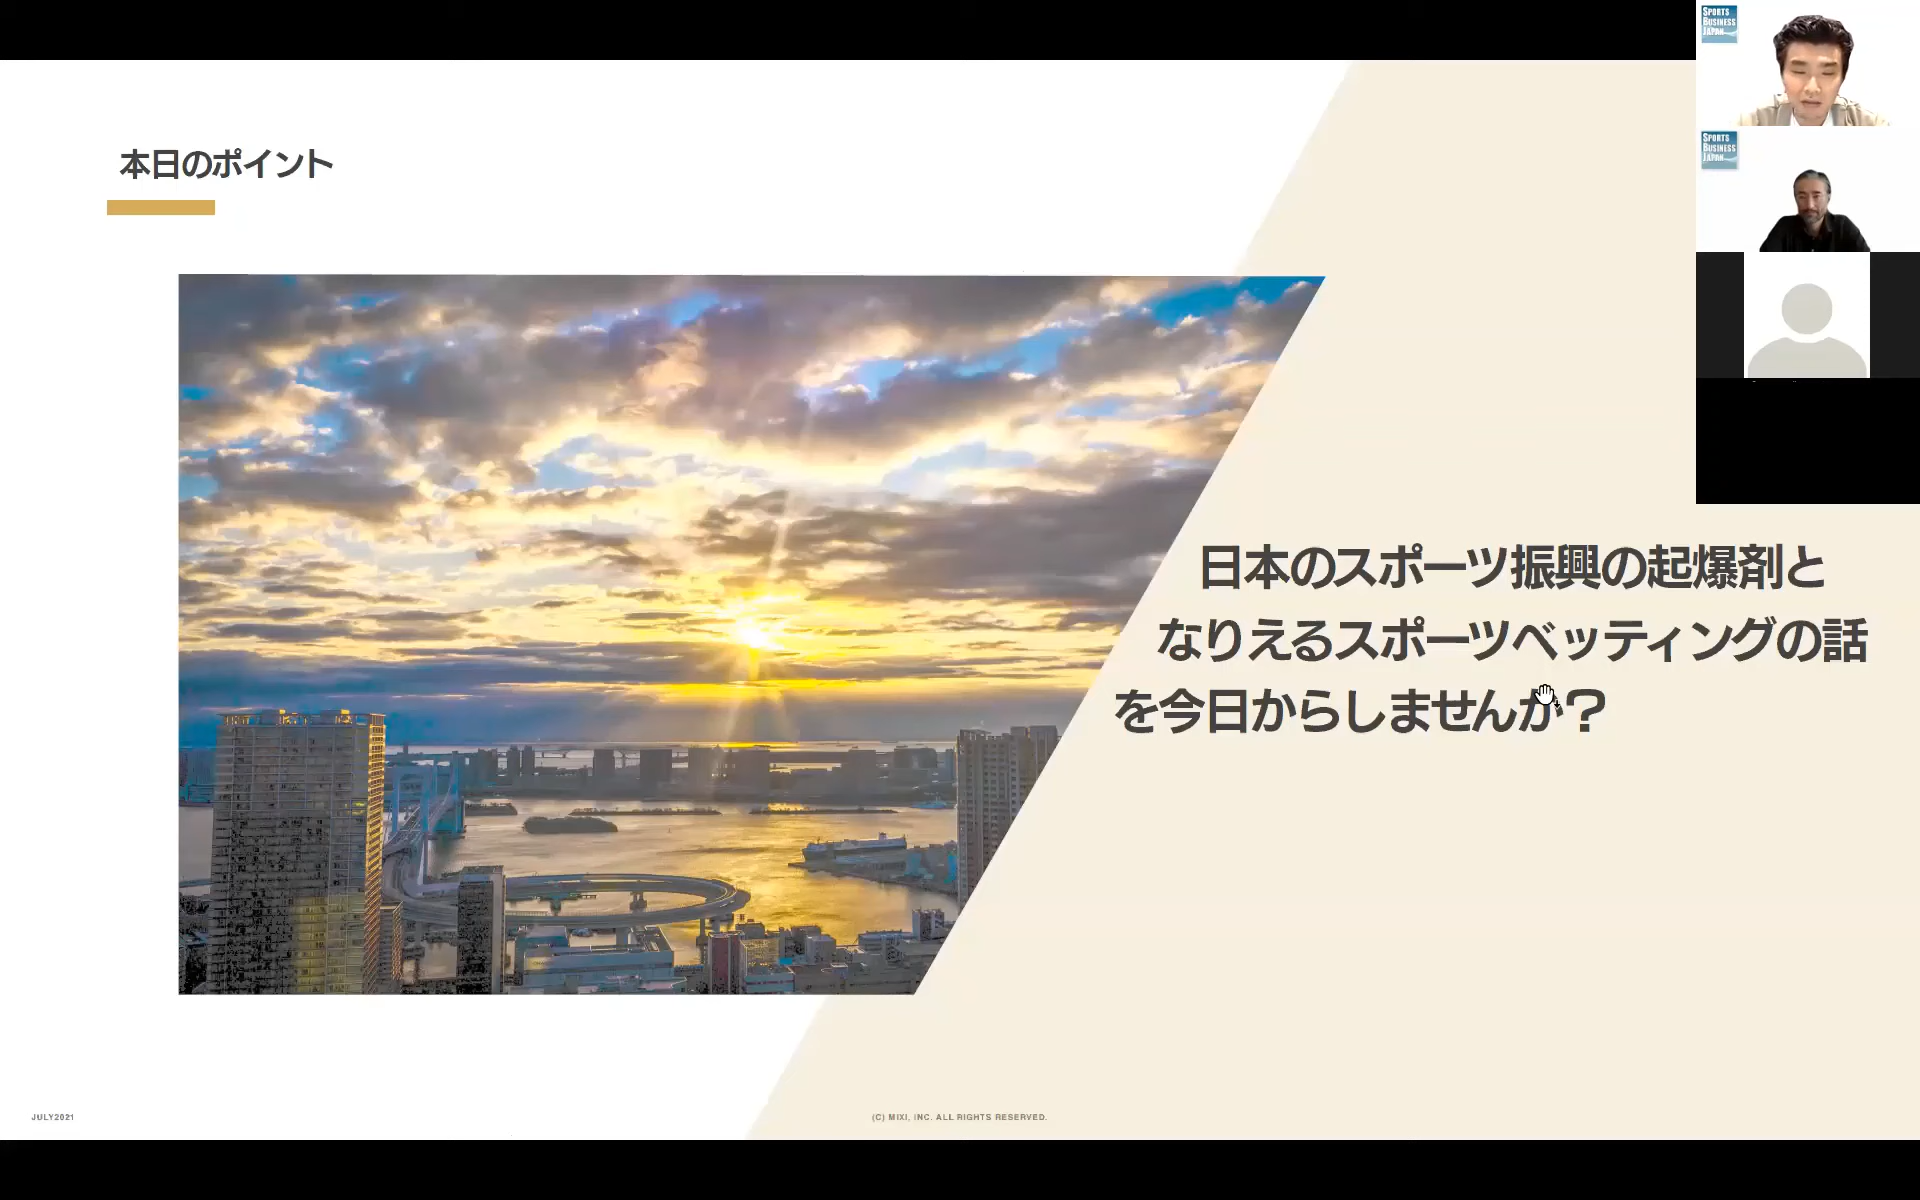 本日のポイント
日本のスポーツ振興の起爆剤と
なりえるスポーツベッティングの話
を今日からしませんか？
JULY2021
(C) MIXI, INC. ALL RIGHTS RESERVED.
SPORTS
BUSINESS
JAPAN
SPORTS
BUSINESS
JAPAN